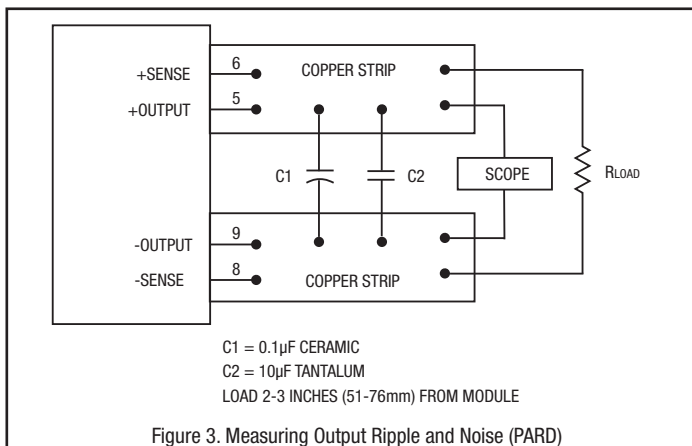 +SENSE
6
COPPER STRIP
+OUTPUT
5
C1
C2
SCOPE
RLOAD
-OUTPUT
9
-SENSE
8
COPPER STRIP
C1 = 0.1µF CERAMIC
C2 = 10µF TANTALUM
LOAD 2-3 INCHES (51-76mm) FROM MODULE
Figure 3. Measuring Output Ripple and Noise (PARD)